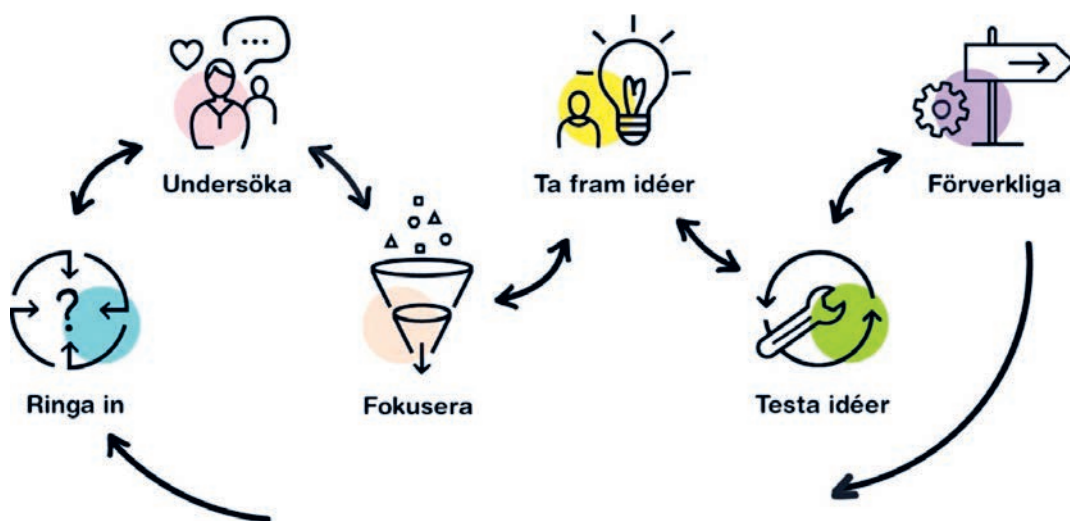 Undersöka
Ta fram idéer
Förverkliga
?
Ringa in
Fokusera
Testa idéer